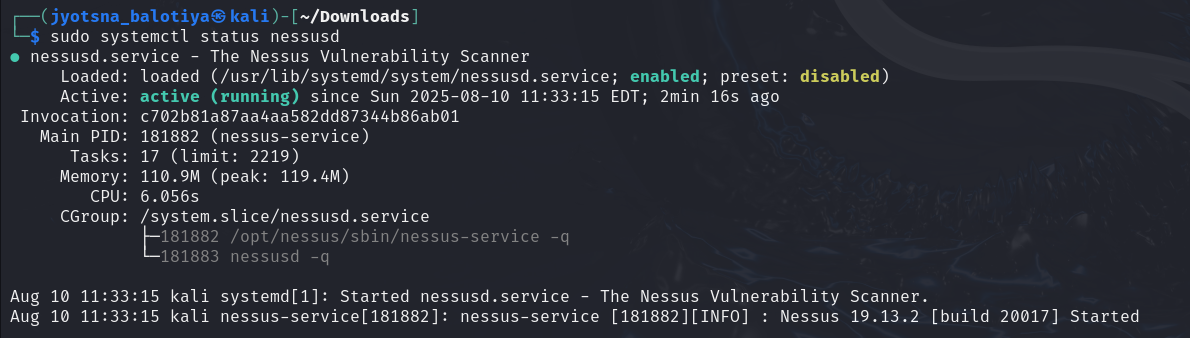 ┌──(jyotsna_balotiya㉿kali)-[~/Downloads]
└─$ sudo systemctl status nessusd
● nessusd.service - The Nessus Vulnerability Scanner
     Loaded: loaded (/usr/lib/systemd/system/nessusd.service; enabled; preset: disabled)
     Active: active (running) since Sun 2025-08-10 11:33:15 EDT; 2min 16s ago
 Invocation: c702b81a87aa4aa582dd87344b86ab01
   Main PID: 181882 (nessus-service)
      Tasks: 17 (limit: 2219)
     Memory: 110.9M (peak: 119.4M)
        CPU: 6.056s
     CGroup: /system.slice/nessusd.service
             ├─181882 /opt/nessus/sbin/nessus-service -q
             └─181883 nessusd -q

Aug 10 11:33:15 kali systemd[1]: Started nessusd.service - The Nessus Vulnerability Scanner.
Aug 10 11:33:15 kali nessus-service[181882]: nessus-service [181882][INFO] : Nessus 19.13.2 [build 20017] Started